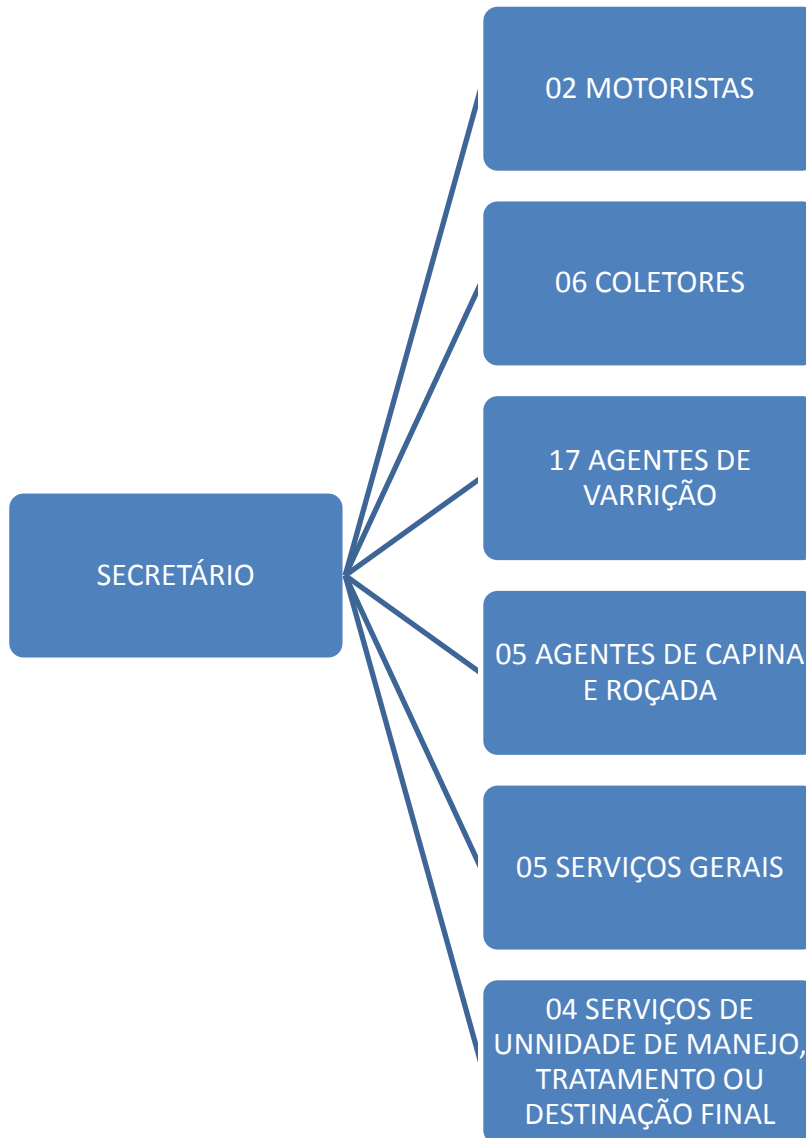 02 MOTORISTAS
06 COLETORES
17 AGENTES DE
VARRIÇÃO
SECRETÁRIO
05 AGENTES DE CAPINA
E ROÇADA
05 SERVIÇOS GERAIS
04 SERVIÇOS DE
UNNIDADE DE MANEJO,
TRATAMENTO OU
DESTINAÇÃO FINAL